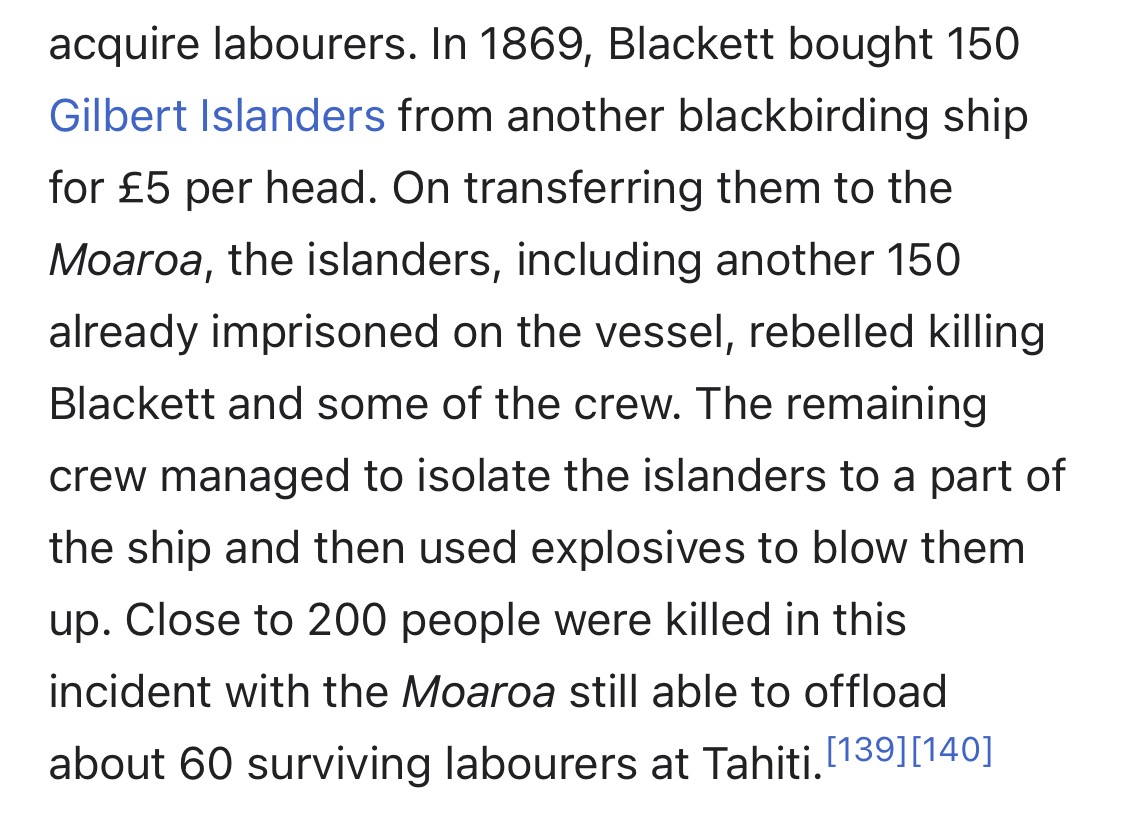 acquire labourers. In 1869, Blackett bought 150
Gilbert Islanders from another blackbirding ship
for £5 per head. On transferring them to the
Moaroa, the islanders, including another 150
already imprisoned on the vessel, rebelled killing
Blackett and some of the crew. The remaining
crew managed to isolate the islanders to a part of
the ship and then used explosives to blow them
up. Close to 200 people were killed in this
incident with the Moaroa still able to offload
about 60 surviving labourers at Tahiti.[139][140]